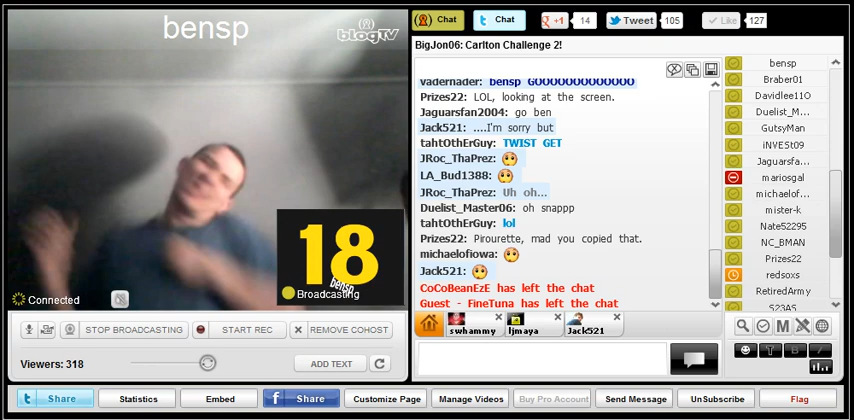 bensp
blogTV
18
bensp
Connected
Broadcasting
STOP BROADCASTING
START REC
REMOVE COHOST
Viewers: 318
ADD TEXT
Chat
Chat
+1
14
Tweet
105
Like
127
BigJon06: Carlton Challenge 2!
vadernader: bensp GOOOOOOOOOOOOO
Prizes22: LOL, looking at the screen.
Jaguarsfan2004: go ben
Jack521: ....I'm sorry but
tahtOthErGuy: TWIST GET
JRoc_ThaPrez:
LA_Bud1388:
JRoc_ThaPrez: Uh oh...
Duelist_Master06: oh snappp
tahtOthErGuy: lol
Prizes22: Pirourette, mad you copied that.
michaelofiowa:
Jack521:
CoCoBeanEzE has left the chat
Guest - FineTuna has left the chat
swhammy
ljmaya
Jack521
bensp
Braber01
Davidlee11O
Duelist_M...
GutsyMan
iNYESt09
Jaguarsfa...
mariosgal
michaelof...
mister-k
Nate52295
NC_BMAN
Prizes22
redsoxs
RetiredArmy
S23AS
M
T
B
I
Share
Statistics
Embed
Share
Customize Page
Manage Videos
Buy Pro Account
Send Message
UnSubscribe
Flag